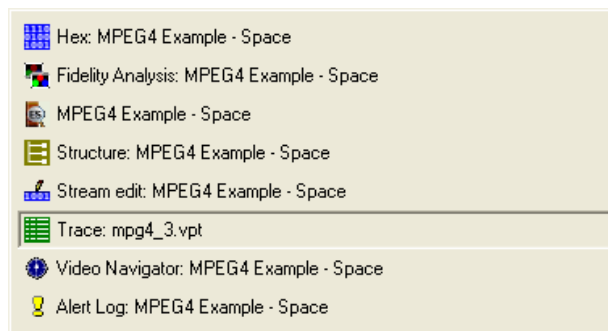 Hex: MPEG4 Example - Space
Fidelity Analysis: MPEG4 Example - Space
MPEG4 Example - Space
Structure: MPEG4 Example - Space
Stream edit: MPEG4 Example - Space
Trace: mpg4_3.vpt
Video Navigator: MPEG4 Example - Space
Alert Log: MPEG4 Example - Space